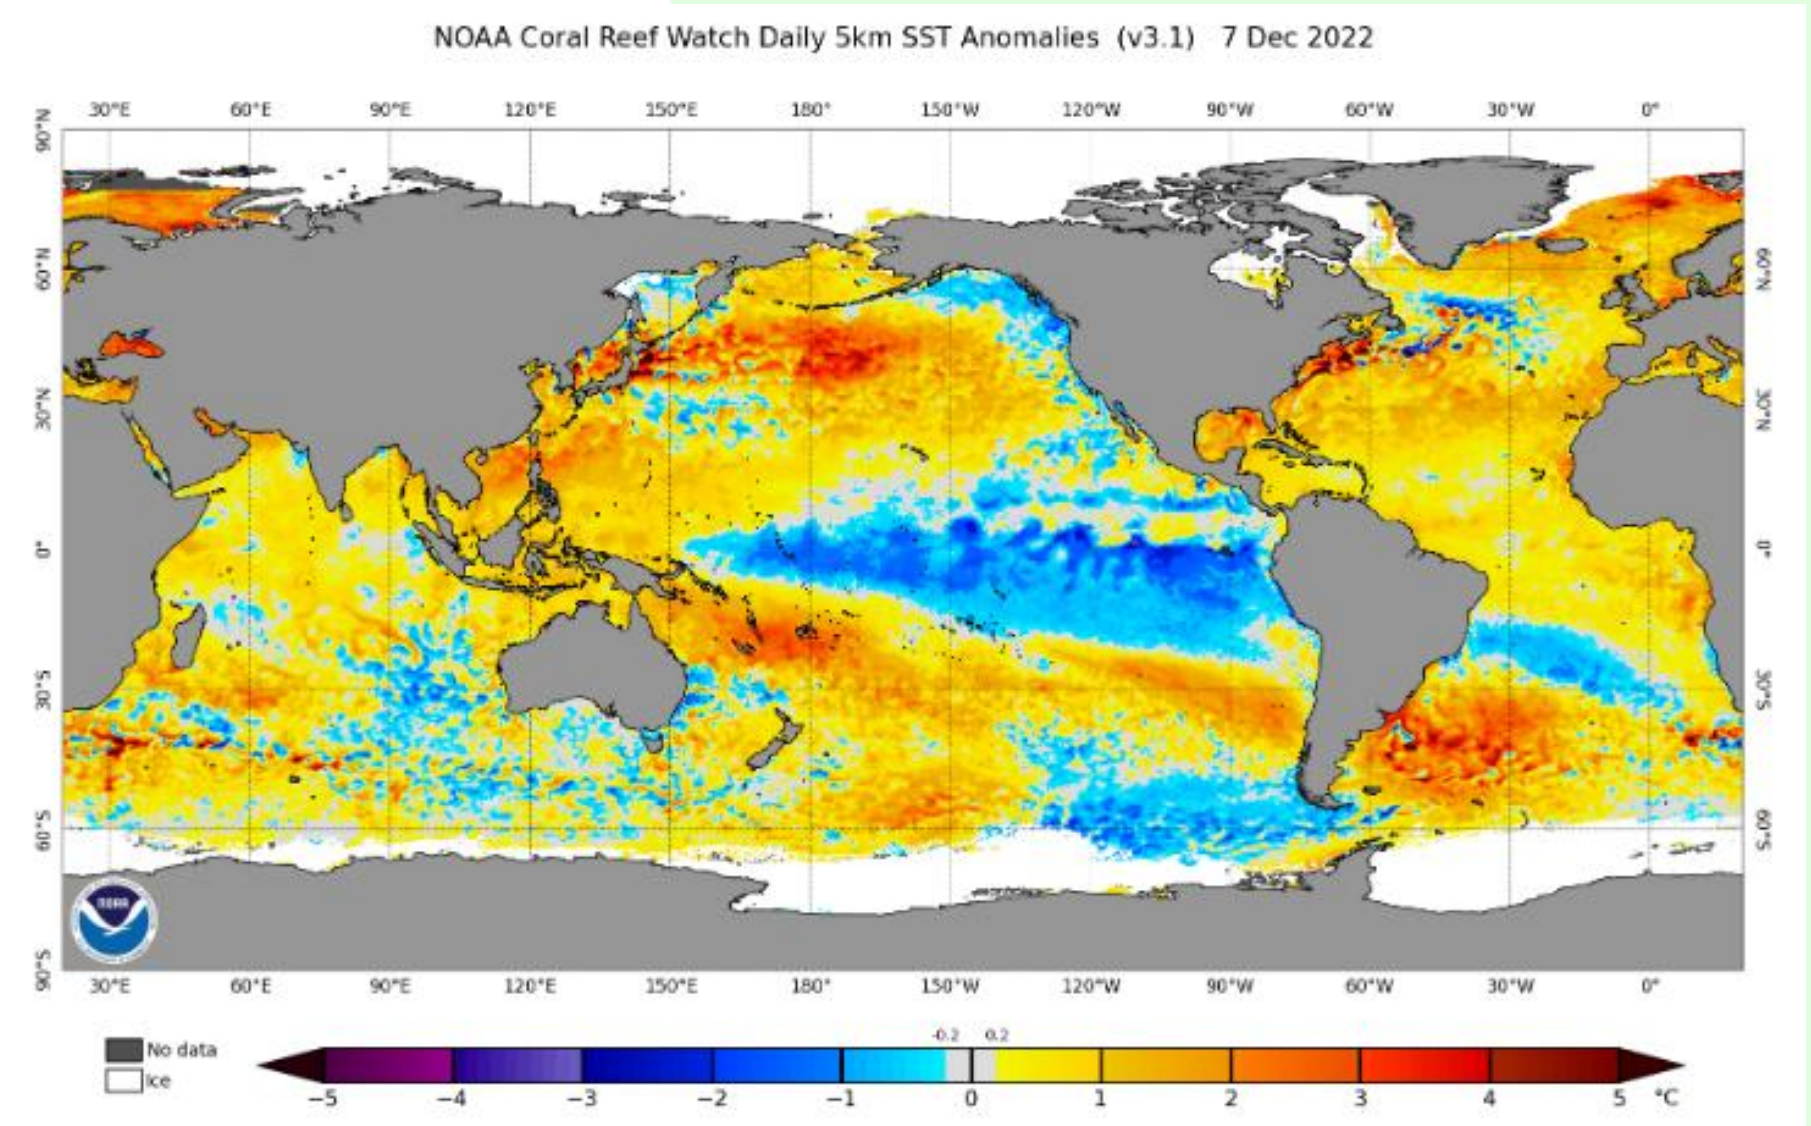 NOAA Coral Reef Watch Daily 5km SST Anomalies (v3.1) 7 Dec 2022
30°E 60°E 90°E 120°E 150°E 180° 150°W 120°W 90°W 60°W 30°W 0°
90°N
60°N 60°N
30°N 30°N
0° 0°
30°S 30°S
60°S 60°S
90°S
NOAA
30°E 60°E 90°E 120°E 150°E 180° 150°W 120°W 90°W 60°W 30°W 0°
-0.2 0.2
No data
Ice
−5 −4 −3 −2 −1 0 1 2 3 4 5 °C